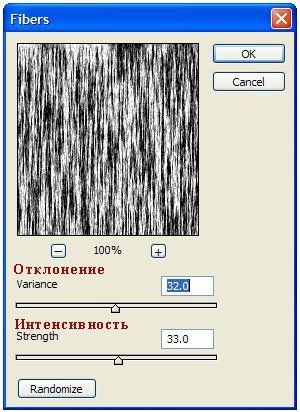 Fibers
OK
Cancel
100%
Отклонение
Variance
32.0
Интенсивность
Strength
33.0
Randomize